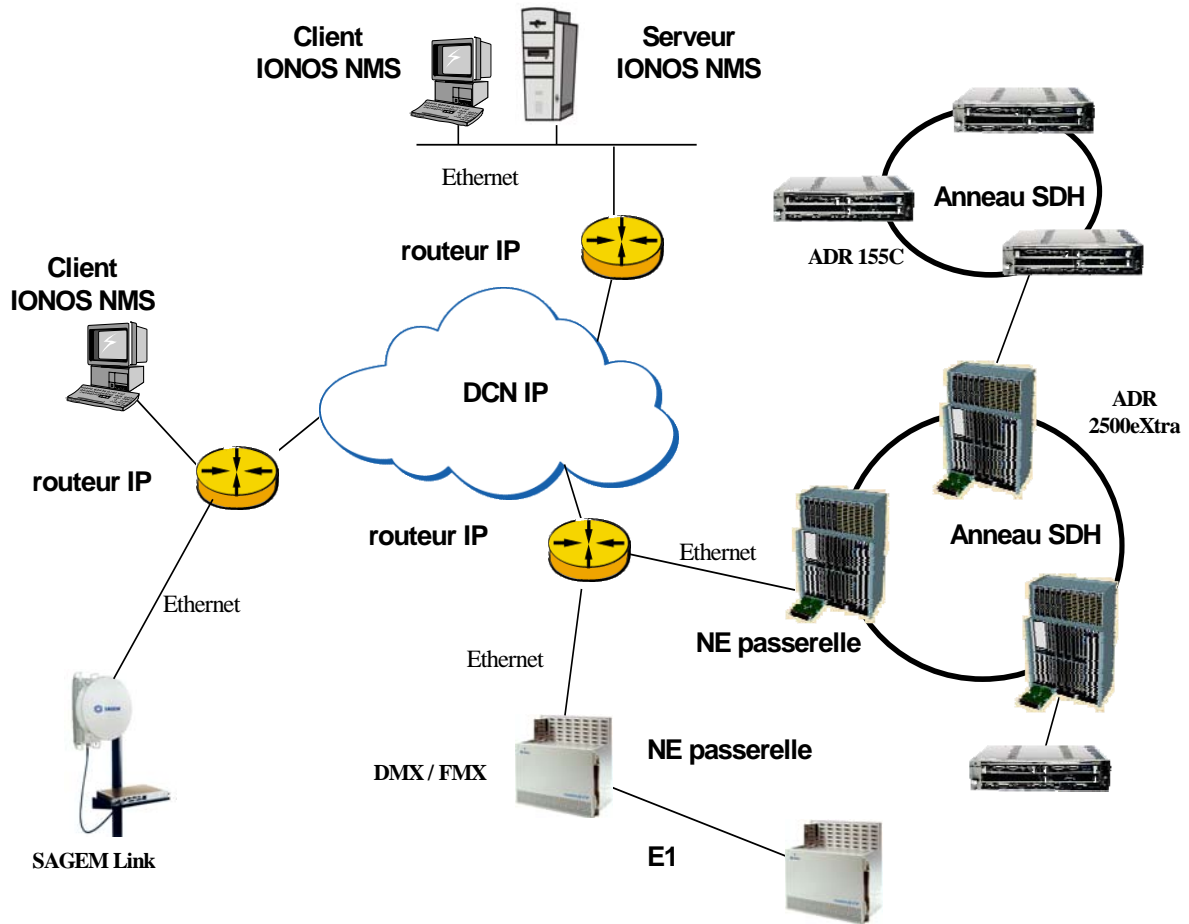 Client
IONOS NMS
Serveur
IONOS NMS
Ethernet
Anneau SDH
routeur IP
ADR 155C
Client
IONOS NMS
DCN IP
ADR
2500eXtra
routeur IP
routeur IP
Ethernet
Anneau SDH
Ethernet
NE passerelle
Ethernet
SAGEM
NE passerelle
DMX / FMX
E1
SAGEM Link